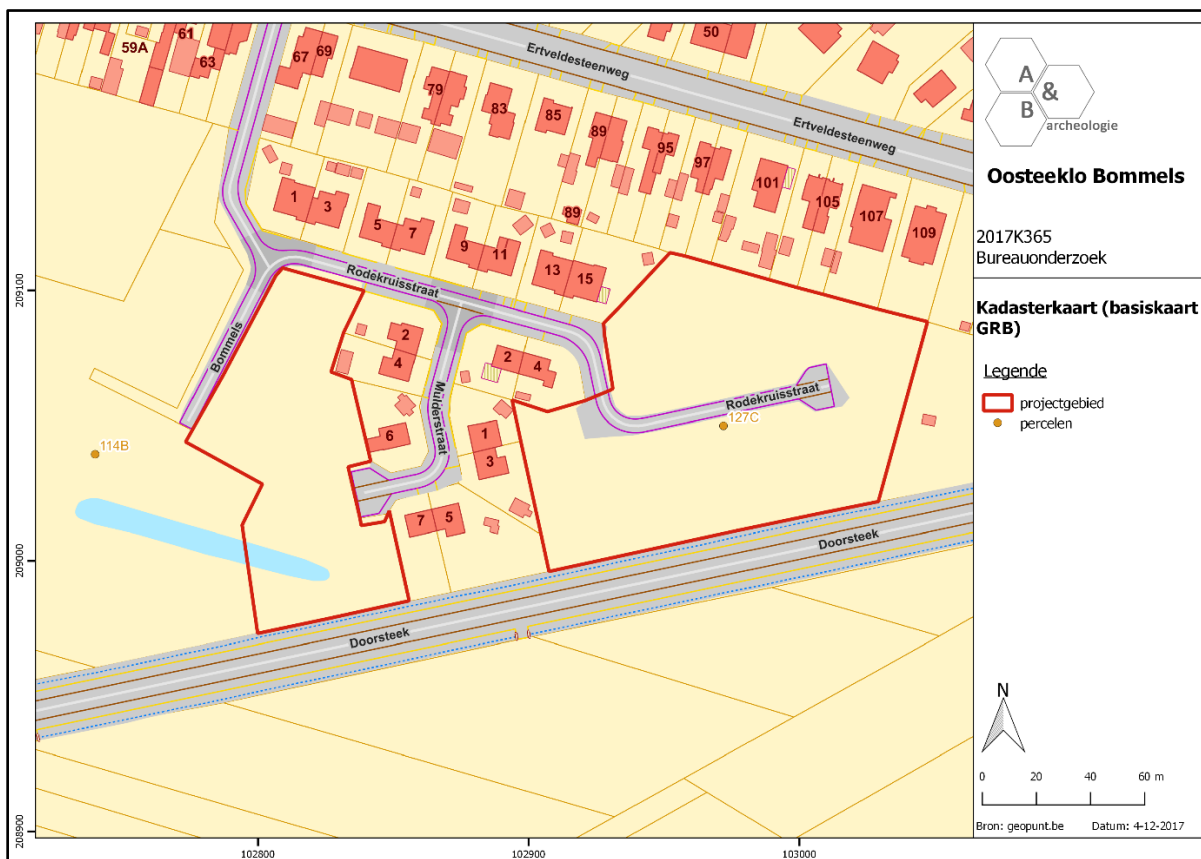 59A
61
63
67
69
79
83
85
89
95
97
101
105
107
109
50
Ertveldesteenweg
Ertveldesteenweg
1
3
5
7
9
11
13
15
89
Rodekruisstraat
Bommels
2
4
2
4
Mulderstraat
6
1
3
7
5
Rodekruisstraat
127C
114B
Doorsteek
Doorsteek
209100
209000
208900
102800
102900
103000
A
&
B
archeologie
Oosteeklo Bommels
2017K365
Bureauonderzoek
Kadasterkaart (basiskaart
GRB)
Legende
projectgebied
percelen
N
0 20 40 60 m
Bron: geopunt.be Datum: 4-12-2017